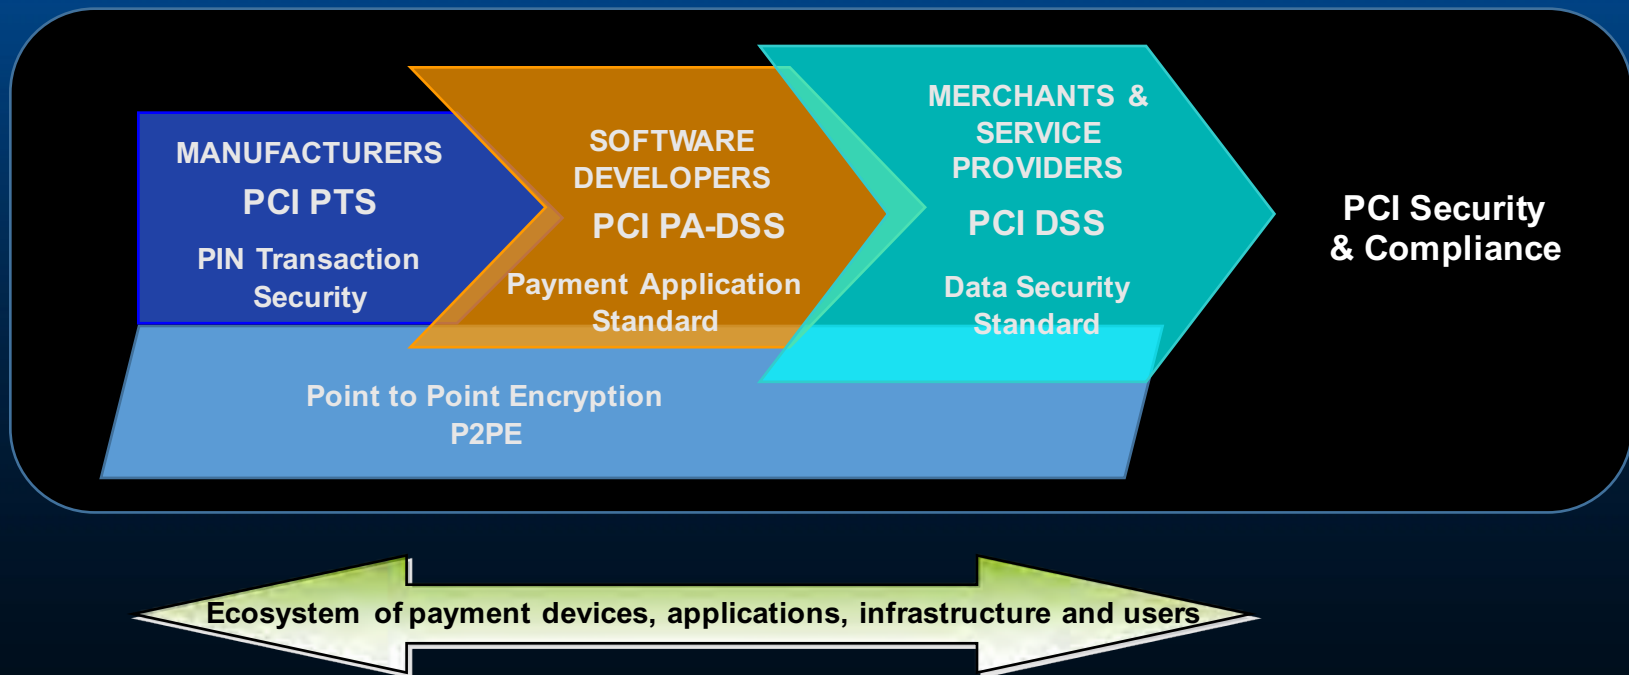 MANUFACTURERS
PCI PTS
PIN Transaction
Security
SOFTWARE
DEVELOPERS
PCI PA-DSS
Payment Application
Standard
MERCHANTS &
SERVICE
PROVIDERS
PCI DSS
Data Security
Standard
PCI Security
& Compliance
Point to Point Encryption
P2PE
Ecosystem of payment devices, applications, infrastructure and users